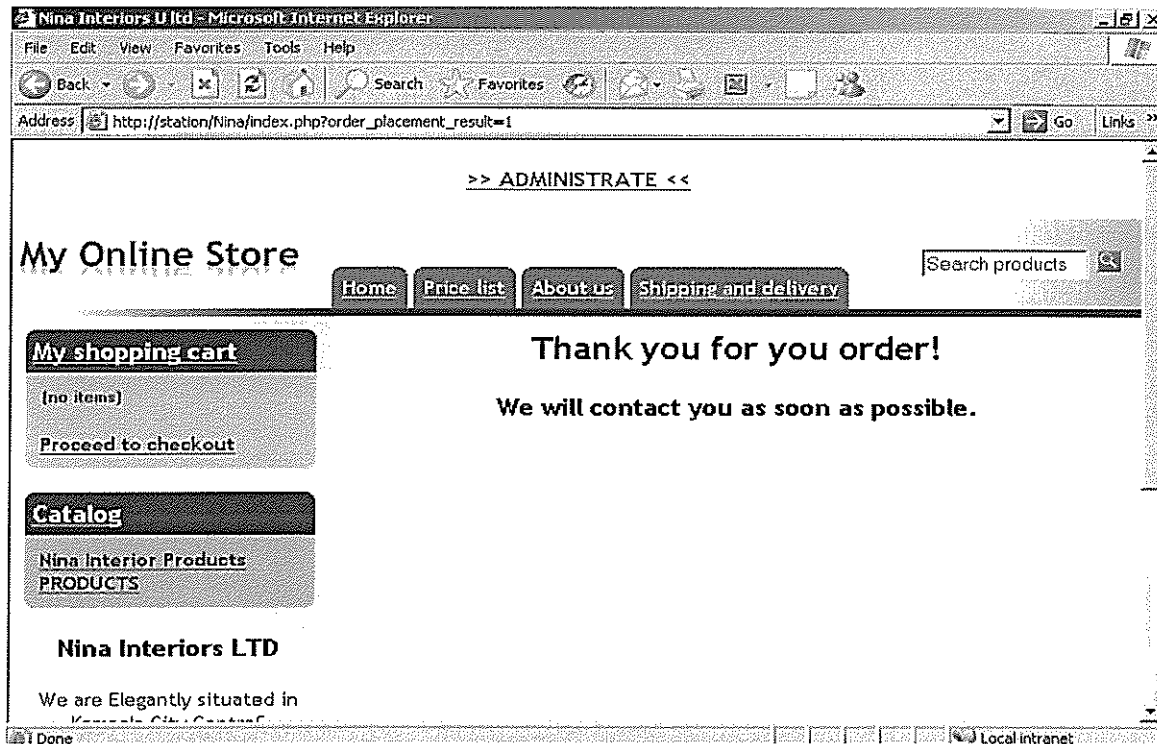 Nina Interiors U ltd - Microsoft Internet Explorer
File Edit View Favorites Tools Help
Back Search Favorites
Address http://station/Nina/index.php?order_placement_result=1 Go Links »
>> ADMINISTRATE <<
My Online Store
Home Price list About us Shipping and delivery
Search products
My shopping cart
(no items)
Proceed to checkout
Thank you for you order!
We will contact you as soon as possible.
Catalog
Nina Interior Products
PRODUCTS
Nina Interiors LTD
We are Elegantly situated in
City
Done Local intranet